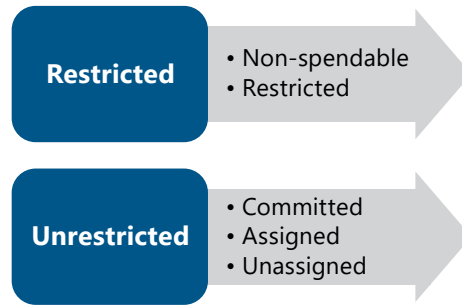 Restricted
• Non-spendable
• Restricted
Unrestricted
• Committed
• Assigned
• Unassigned